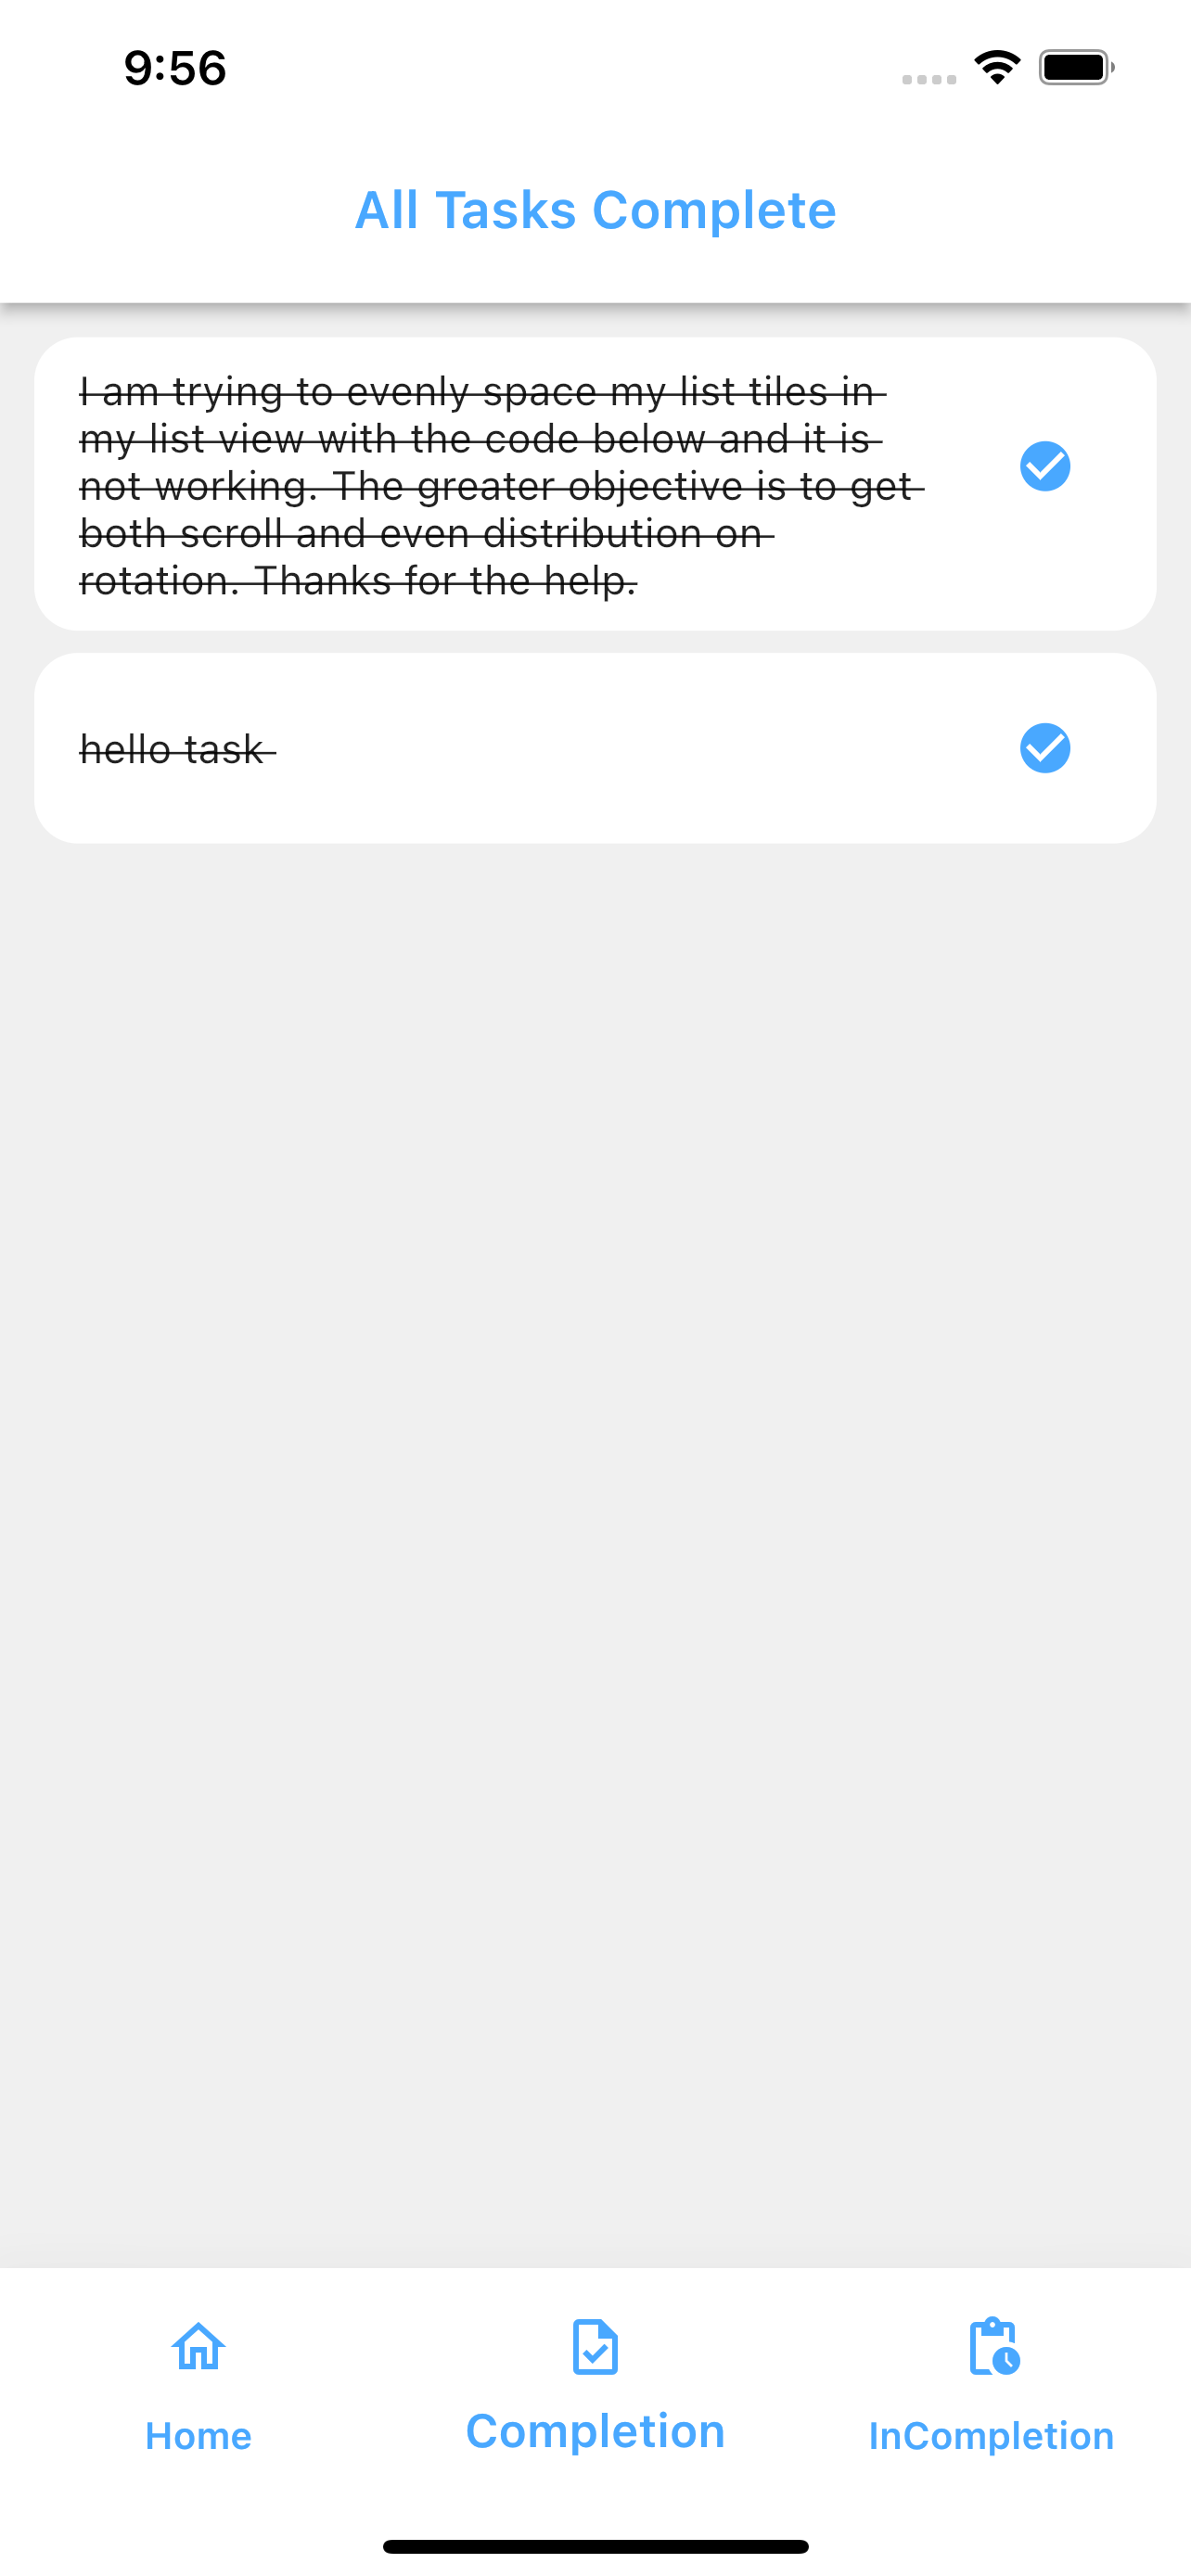 9:56
All Tasks Complete
I am trying to evenly space my list tiles in
my list view with the code below and it is
not working. The greater objective is to get
both scroll and even distribution on
rotation. Thanks for the help.
hello task
Home
Completion
InCompletion